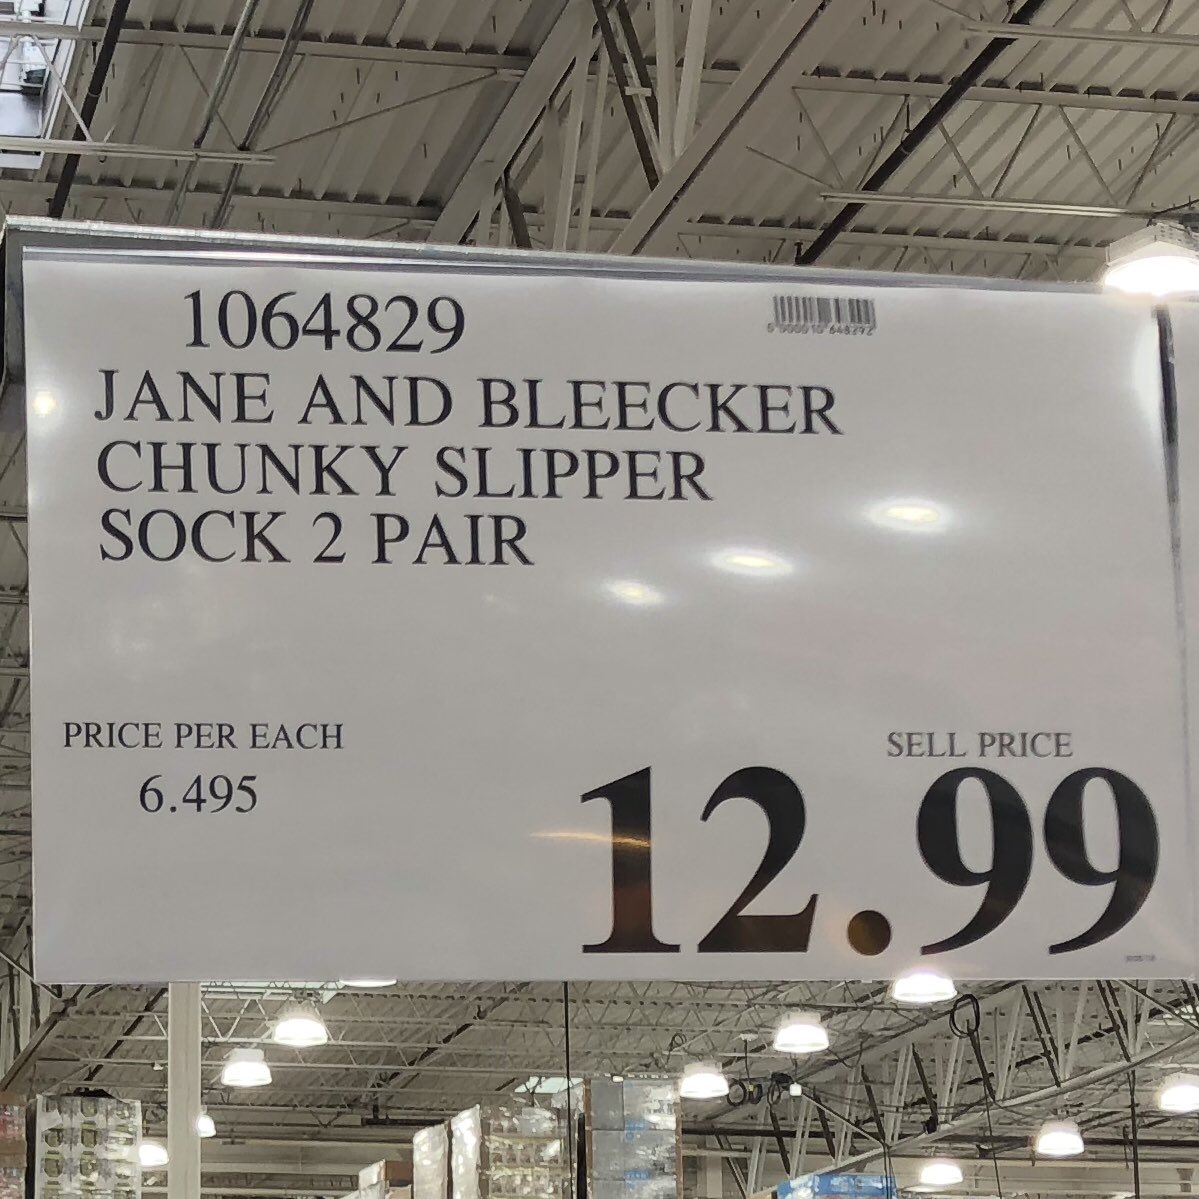 1064829
JANE AND BLEECKER
CHUNKY SLIPPER
SOCK 2 PAIR
PRICE PER EACH
6.495
SELL PRICE
12.99